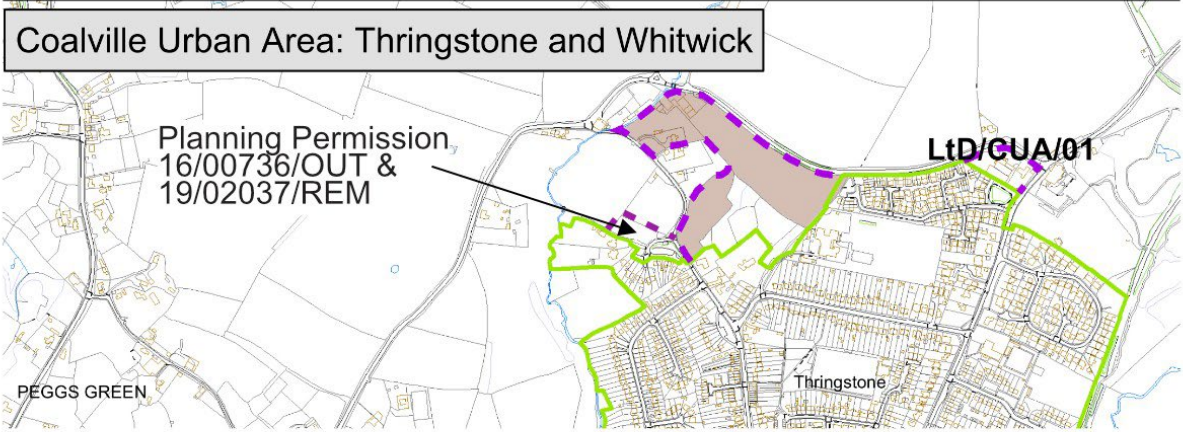 Coalville Urban Area: Thringstone and Whitwick
Planning Permission
16/00736/OUT &
19/02037/REM
LtD/CUA/01
PEGGS GREEN
Thringstone